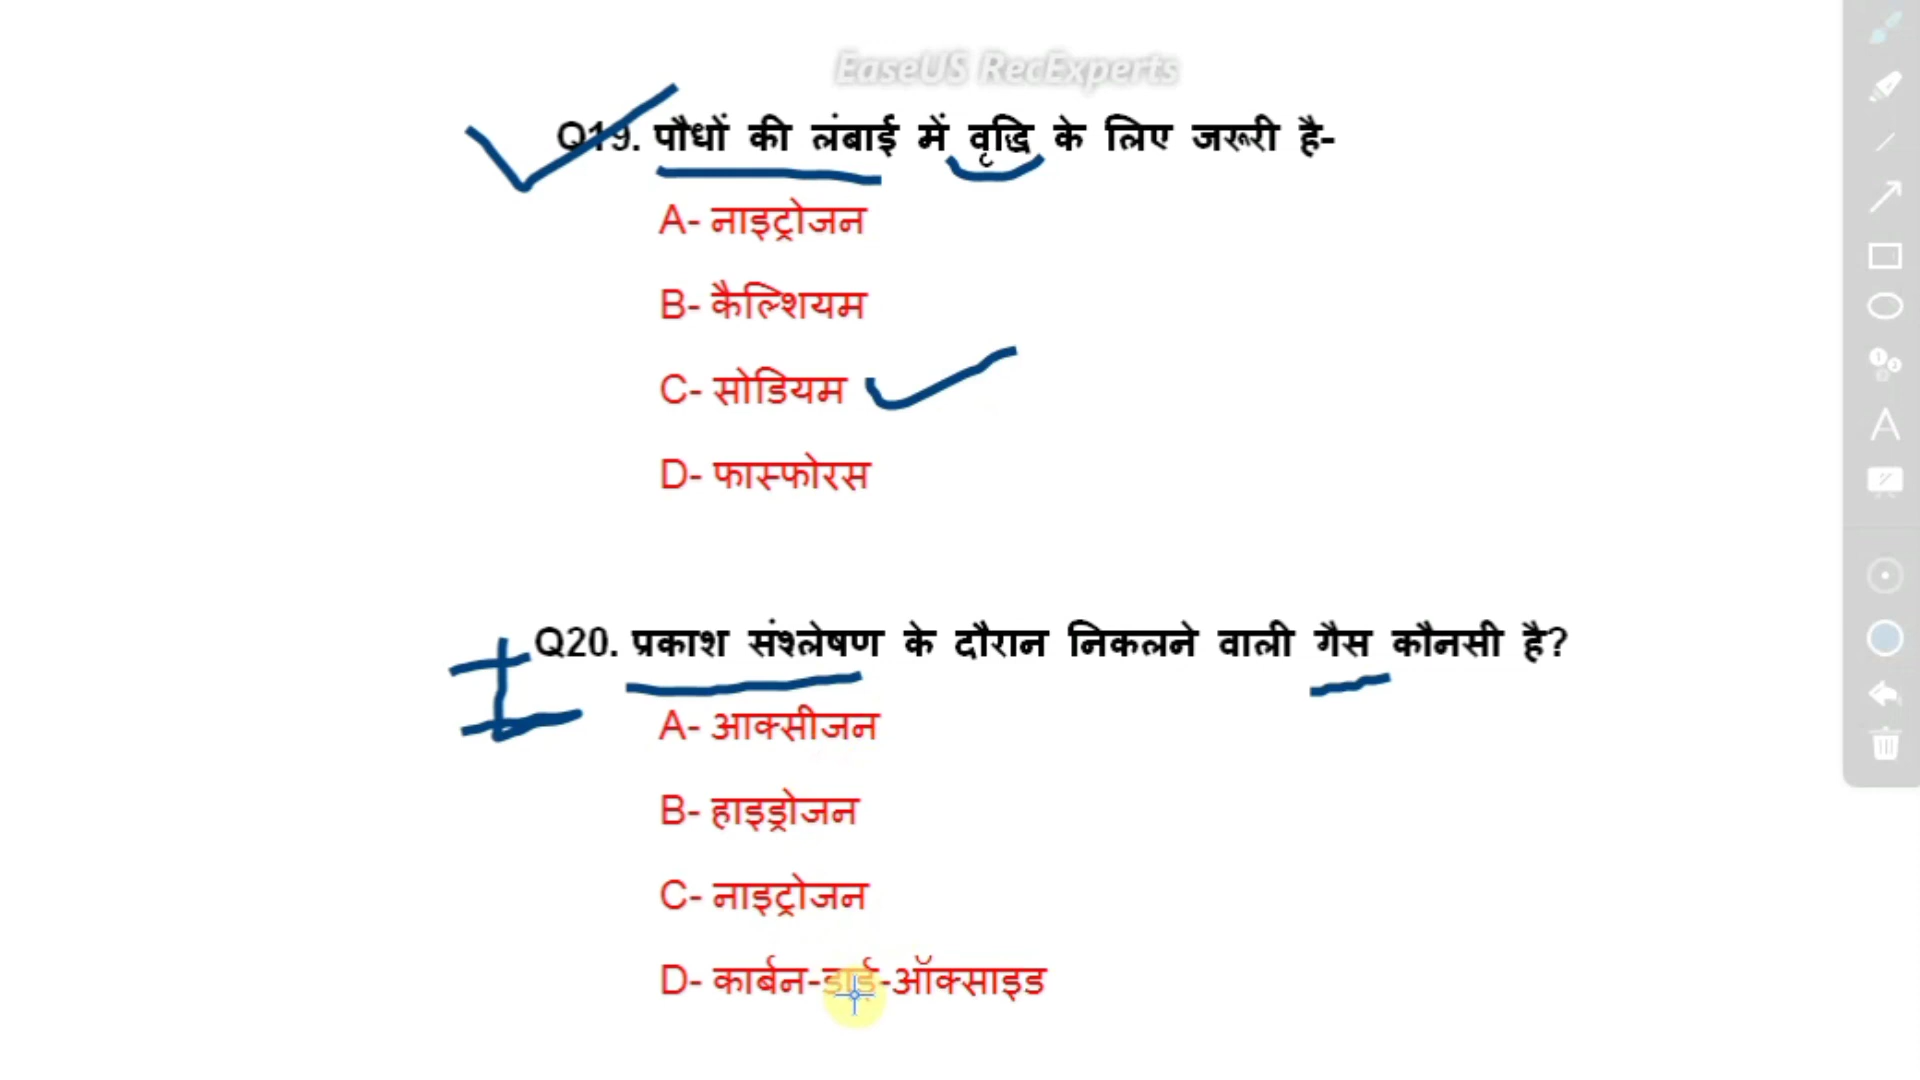 EaseUS RecExperts
Q19. पौधों की लंबाई में वृद्धि के लिए जरूरी है-
A- नाइट्रोजन
B- कैल्शियम
C- सोडियम
D- फास्फोरस
Q20. प्रकाश संश्लेषण के दौरान निकलने वाली गैस कौनसी है?
A- आक्सीजन
B- हाइड्रोजन
C- नाइट्रोजन
D- कार्बन-डाई-ऑक्साइड